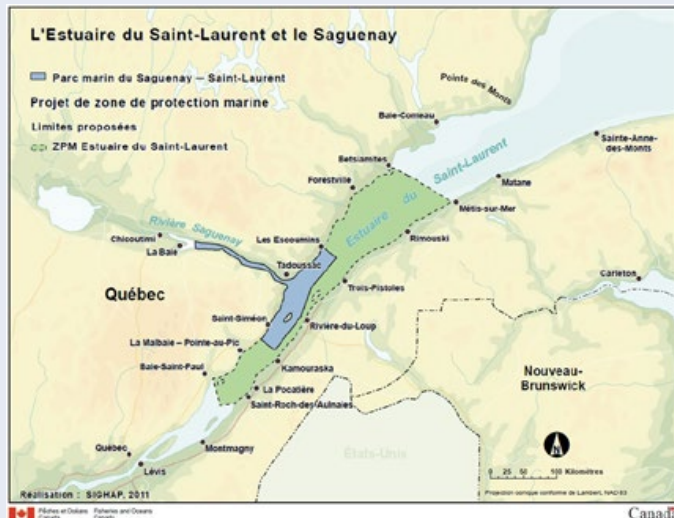 L'Estuaire du Saint-Laurent et le Saguenay
Parc marin du Saguenay – Saint-Laurent
Projet de zone de protection marine
Limites proposées
ZPM Estuaire du Saint-Laurent
Pointe des Monts
Baie-Comeau
Sainte-Anne-
des-Monts
Betsiamites
Forestville
Estuaire du Saint-Laurent
Matane
Métis-sur-Mer
Rivière Saguenay
Chicoutimi
La Baie
Les Escoumins
Rimouski
Tadoussac
Trois-Pistoles
Carleton
Québec
Saint-Siméon
Rivière-du-Loup
La Malbaie – Pointe-au-Pic
Baie-Saint-Paul
Kamouraska
La Pocatière
Saint-Roch-des-Aulnaies
Nouveau-
Brunswick
Québec
Lévis
Montmagny
États-Unis
N
0 25 50 100 Kilomètres
Réalisation : SIGHAP, 2011
Projection conique conforme de Lambert, NAD 83
Pêches et Océans Fisheries and Oceans
Canada Canada
Canad